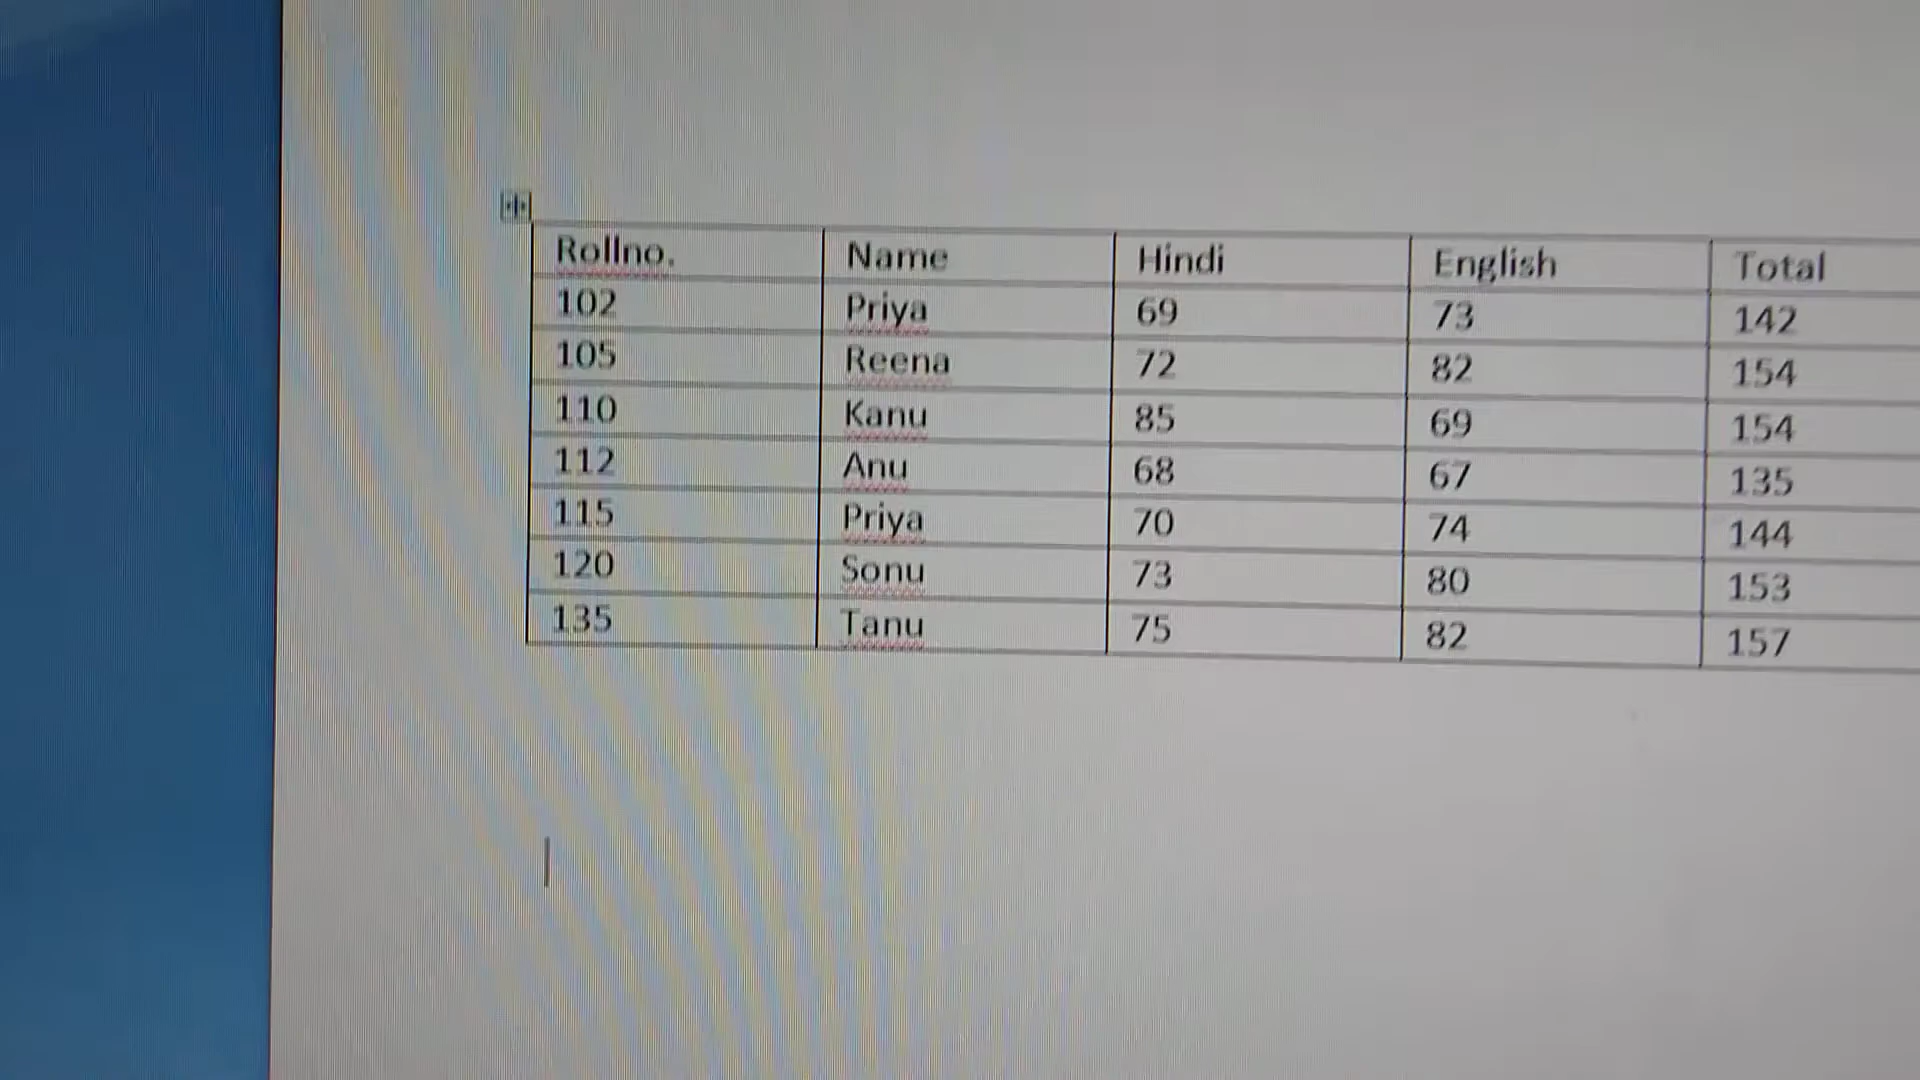 Rollno. Name Hindi English Total
102 Priya 69 73 142
105 Reena 72 82 154
110 Kanu 85 69 154
112 Anu 68 67 135
115 Priya 70 74 144
120 Sonu 73 80 153
135 Tanu 75 82 157